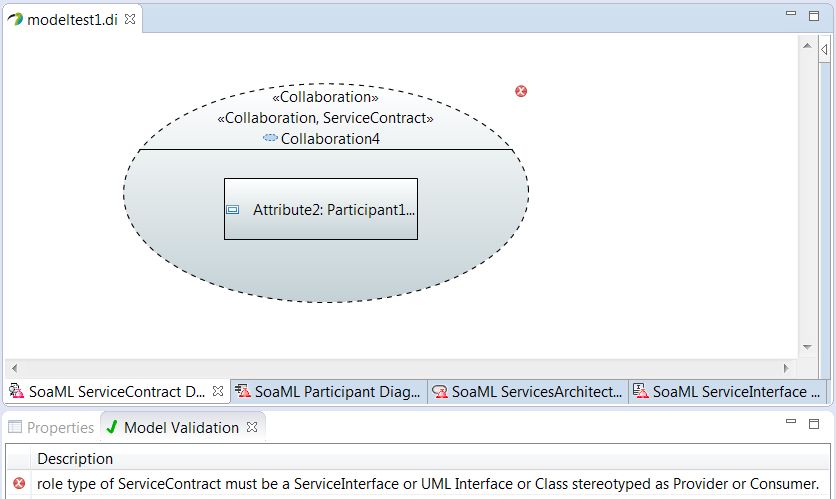 modeltest1.di
«Collaboration»
«Collaboration, ServiceContract»
Collaboration4
Attribute2: Participant1...
SoaML ServiceContract D... SoaML Participant Diag... SoaML ServicesArchitect... SoaML ServiceInterface ...
Properties Model Validation
Description
role type of ServiceContract must be a ServiceInterface or UML Interface or Class stereotyped as Provider or Consumer.